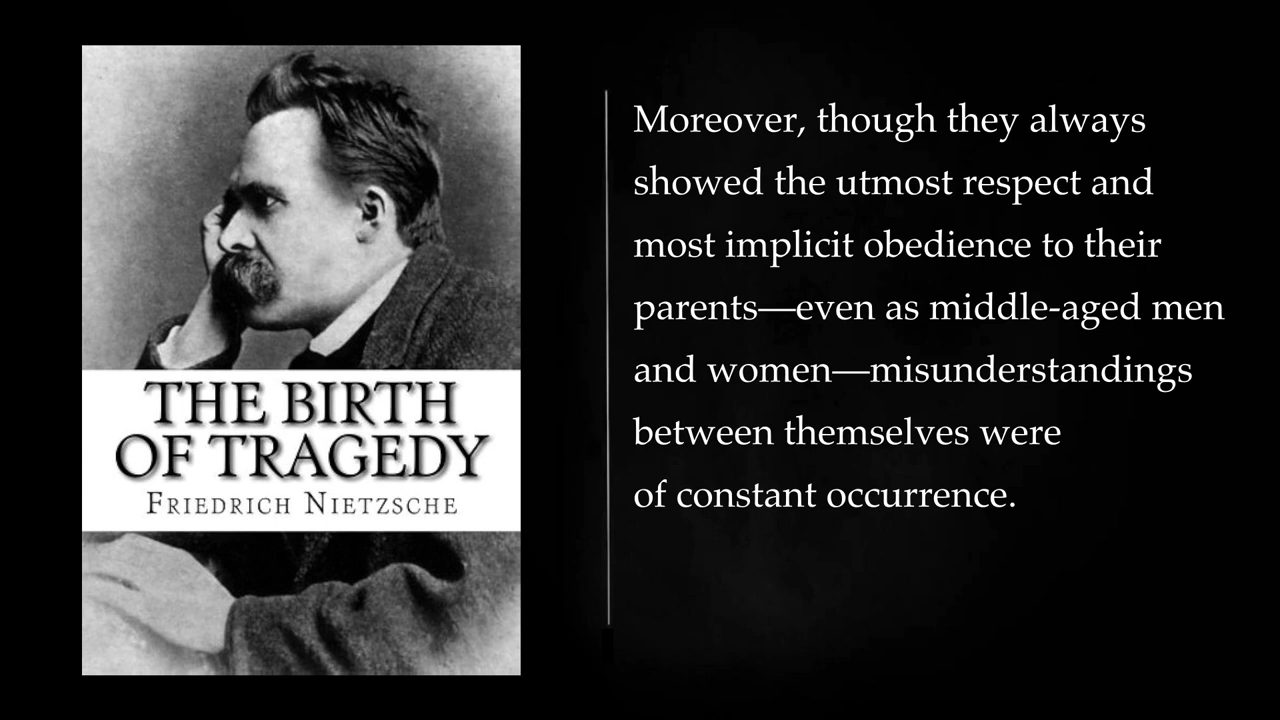 THE BIRTH
OF TRAGEDY
FRIEDRICH NIETZSCHE
Moreover, though they always
showed the utmost respect and
most implicit obedience to their
parents—even as middle-aged men
and women—misunderstandings
between themselves were
of constant occurrence.